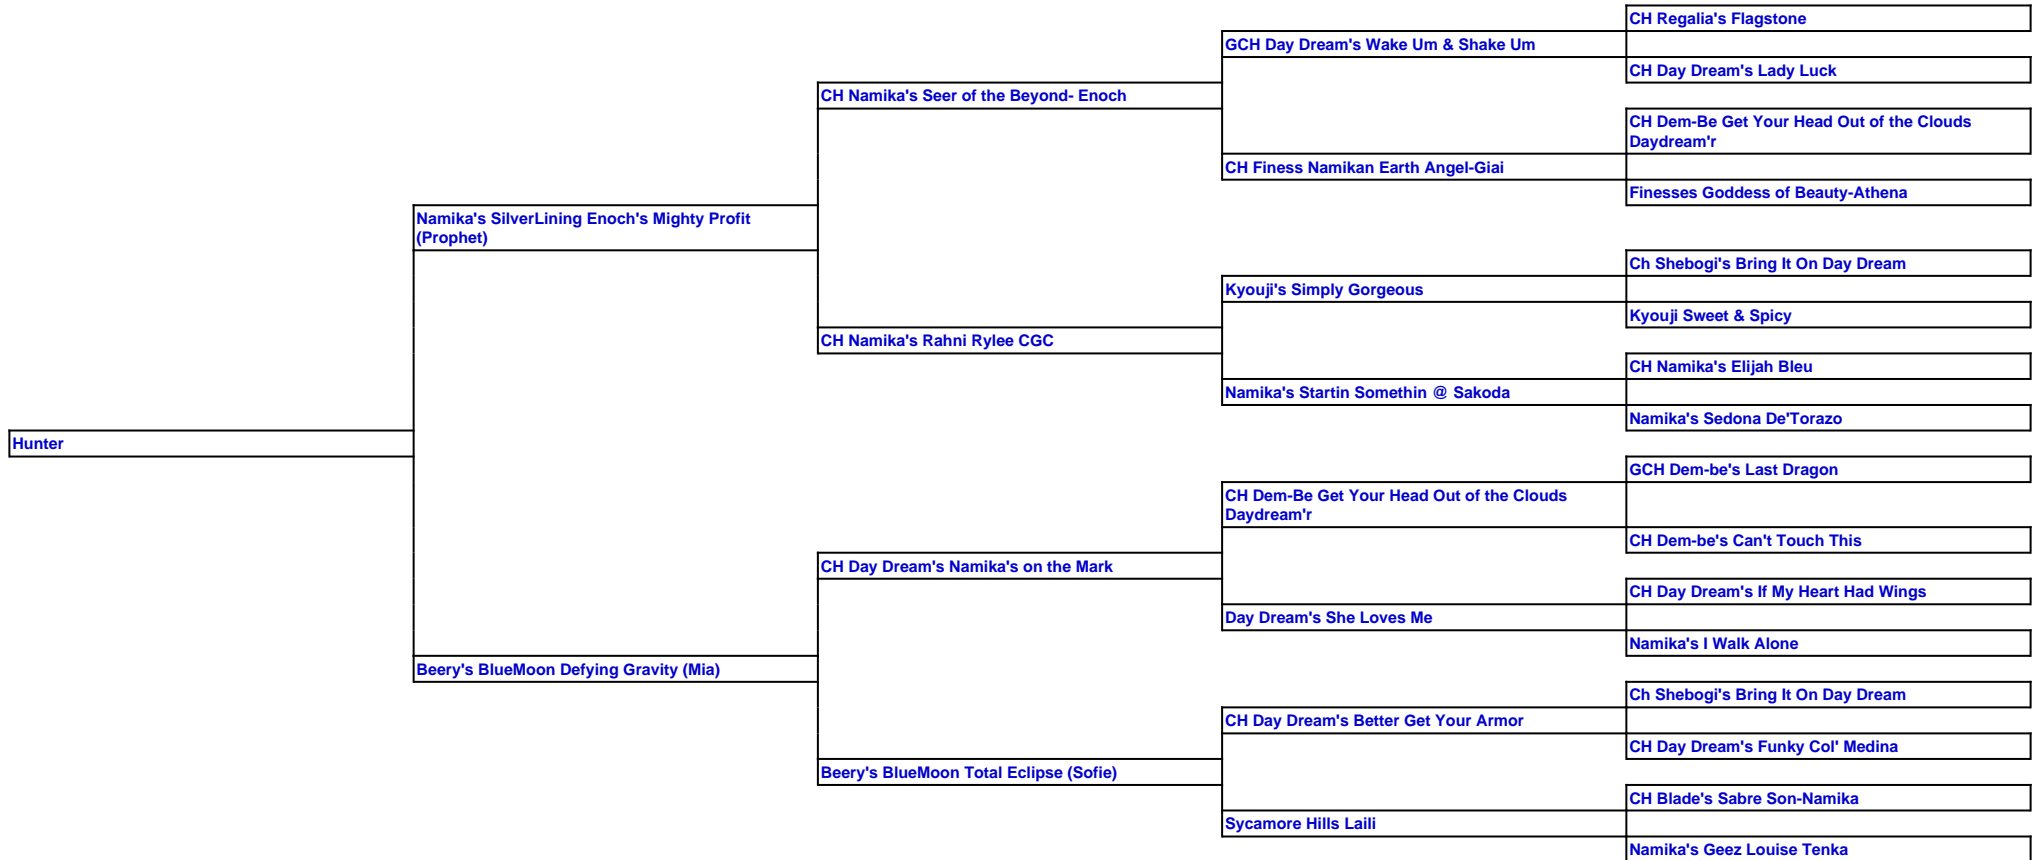 CH Regalia's Flagstone
GCH Day Dream's Wake Um & Shake Um
CH Day Dream's Lady Luck
CH Namika's Seer of the Beyond- Enoch
CH Dem-Be Get Your Head Out of the Clouds
Daydream'r
CH Finess Namikan Earth Angel-Giai
Finesses Goddess of Beauty-Athena
Namika's SilverLining Enoch's Mighty Profit
(Prophet)
Ch Shebogi's Bring It On Day Dream
Kyouji's Simply Gorgeous
Kyouji Sweet & Spicy
CH Namika's Rahni Rylee CGC
CH Namika's Elijah Bleu
Namika's Startin Somethin @ Sakoda
Namika's Sedona De'Torazo
Hunter
GCH Dem-be's Last Dragon
CH Dem-Be Get Your Head Out of the Clouds
Daydream'r
CH Dem-be's Can't Touch This
CH Day Dream's Namika's on the Mark
CH Day Dream's If My Heart Had Wings
Day Dream's She Loves Me
Namika's I Walk Alone
Beery's BlueMoon Defying Gravity (Mia)
Ch Shebogi's Bring It On Day Dream
CH Day Dream's Better Get Your Armor
CH Day Dream's Funky Col' Medina
Beery's BlueMoon Total Eclipse (Sofie)
CH Blade's Sabre Son-Namika
Sycamore Hills Laili
Namika's Geez Louise Tenka